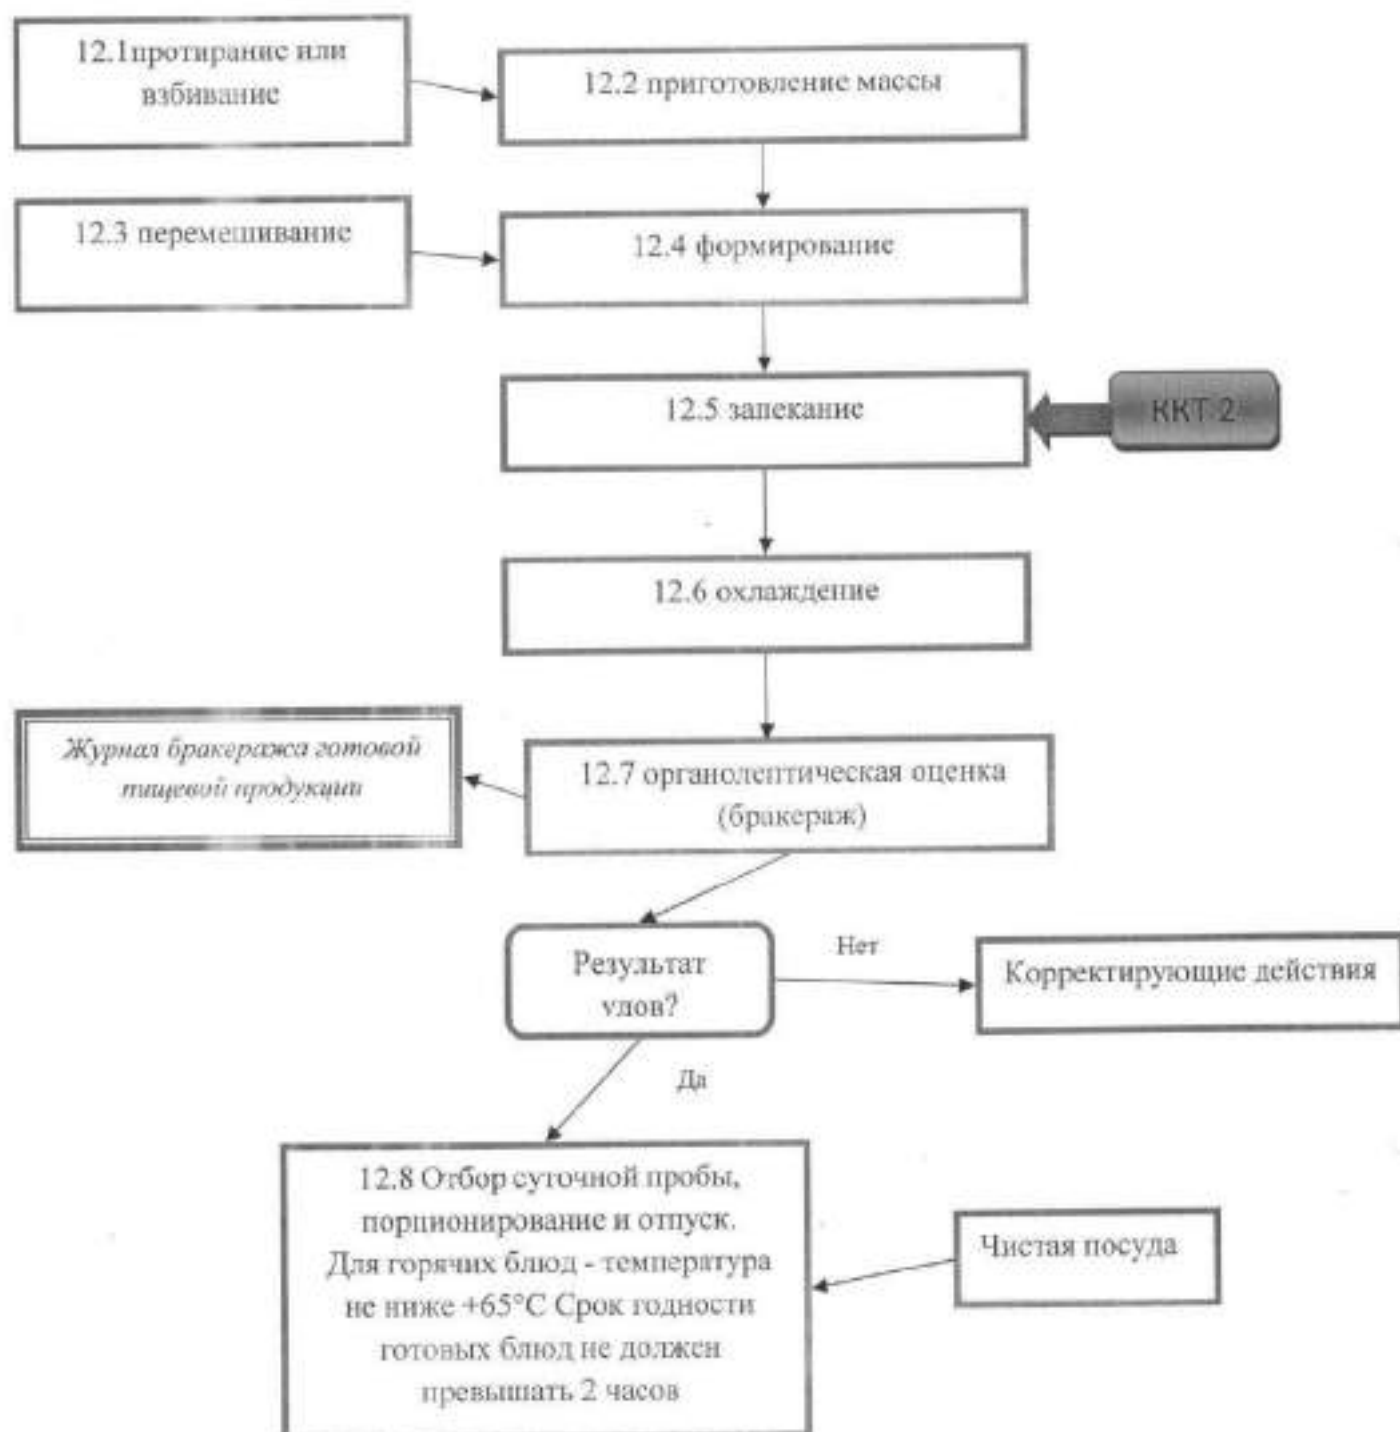 12.1протирание или
взбивание
12.2 приготовление массы
12.3 перемешивание
12.4 формирование
12.5 запекание
ККТ 2
12.6 охлаждение
Журнал бракеража готовой
пищевой продукции
12.7 органолептическая оценка
(бракераж)
Результат
удов?
Нет
Корректирующие действия
Да
12.8 Отбор суточной пробы,
порционирование и отпуск.
Для горячих блюд - температура
не ниже +65°С Срок годности
готовых блюд не должен
превышать 2 часов
Чистая посуда